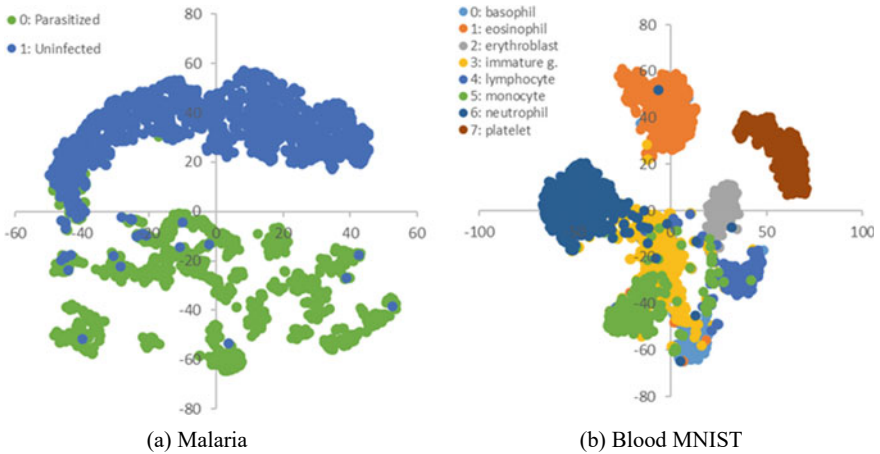 0: Parasitized
1: Uninfected
80
60
40
20
0
-60
-40
-20
0
20
40
60
-20
-40
-60
-80
(a) Malaria
0: basophil
1: eosinophil
2: erythroblast
3: immature g.
4: lymphocyte
5: monocyte
6: neutrophil
7: platelet
80
60
40
20
0
-100
-50
0
50
100
-20
-40
-60
-80
(b) Blood MNIST